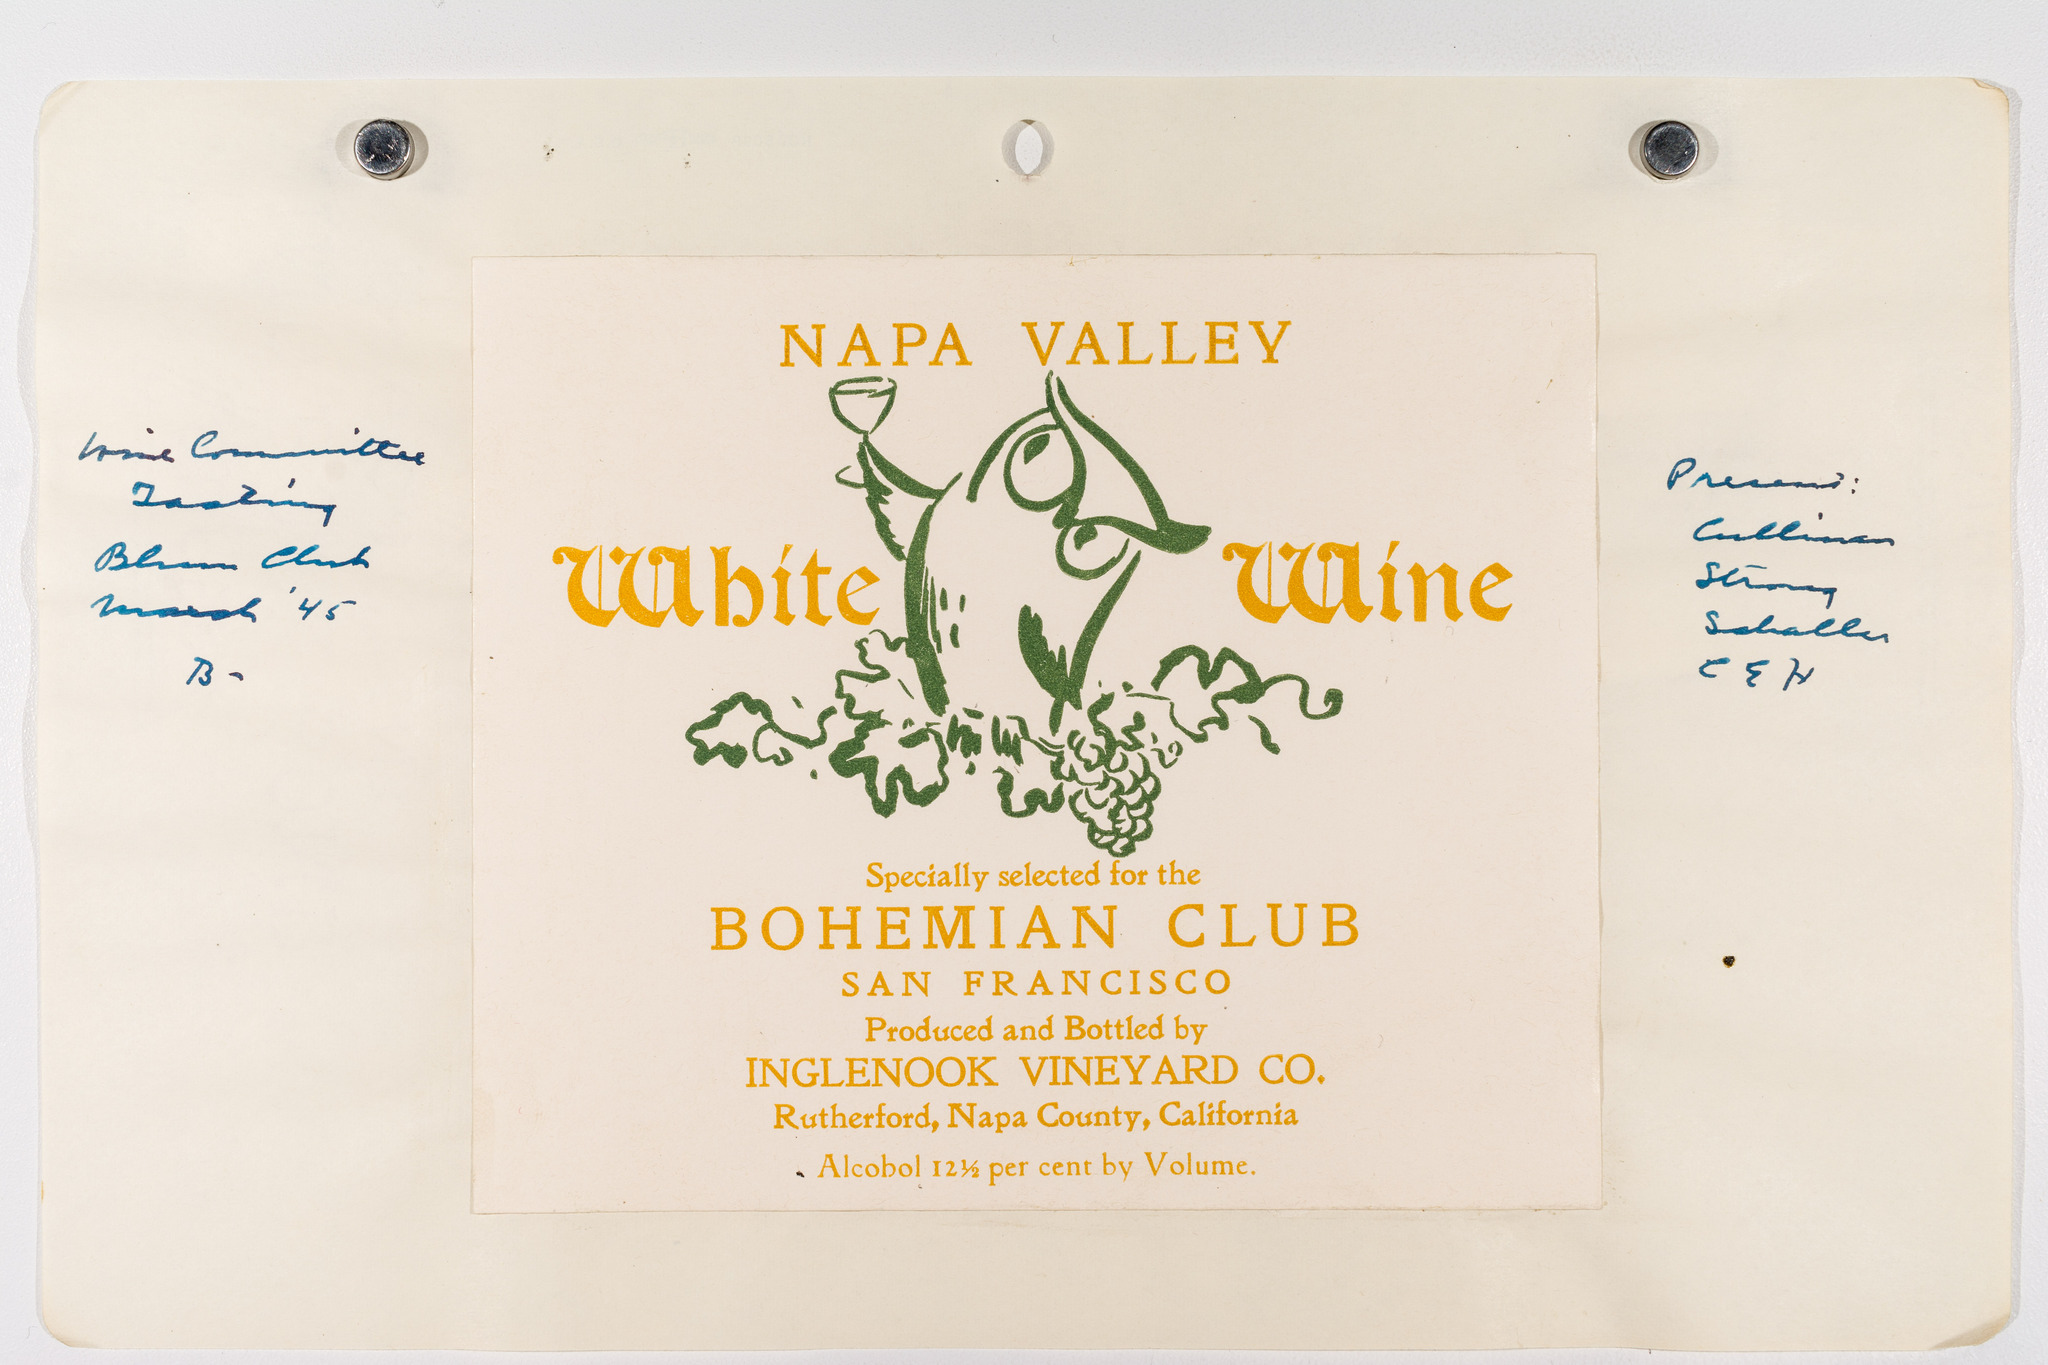 NAPA VALLEY
White Wine
Specially selected for the
BOHEMIAN CLUB
SAN FRANCISCO
Produced and Bottled by
INGLENOOK VINEYARD CO.
Rutherford, Napa County, California
Alcohol 12½ per cent by Volume.
Wine Committee
Tasting
Club
March '45
B-
Present:
Cullinan
Strong
Schaller
C E H